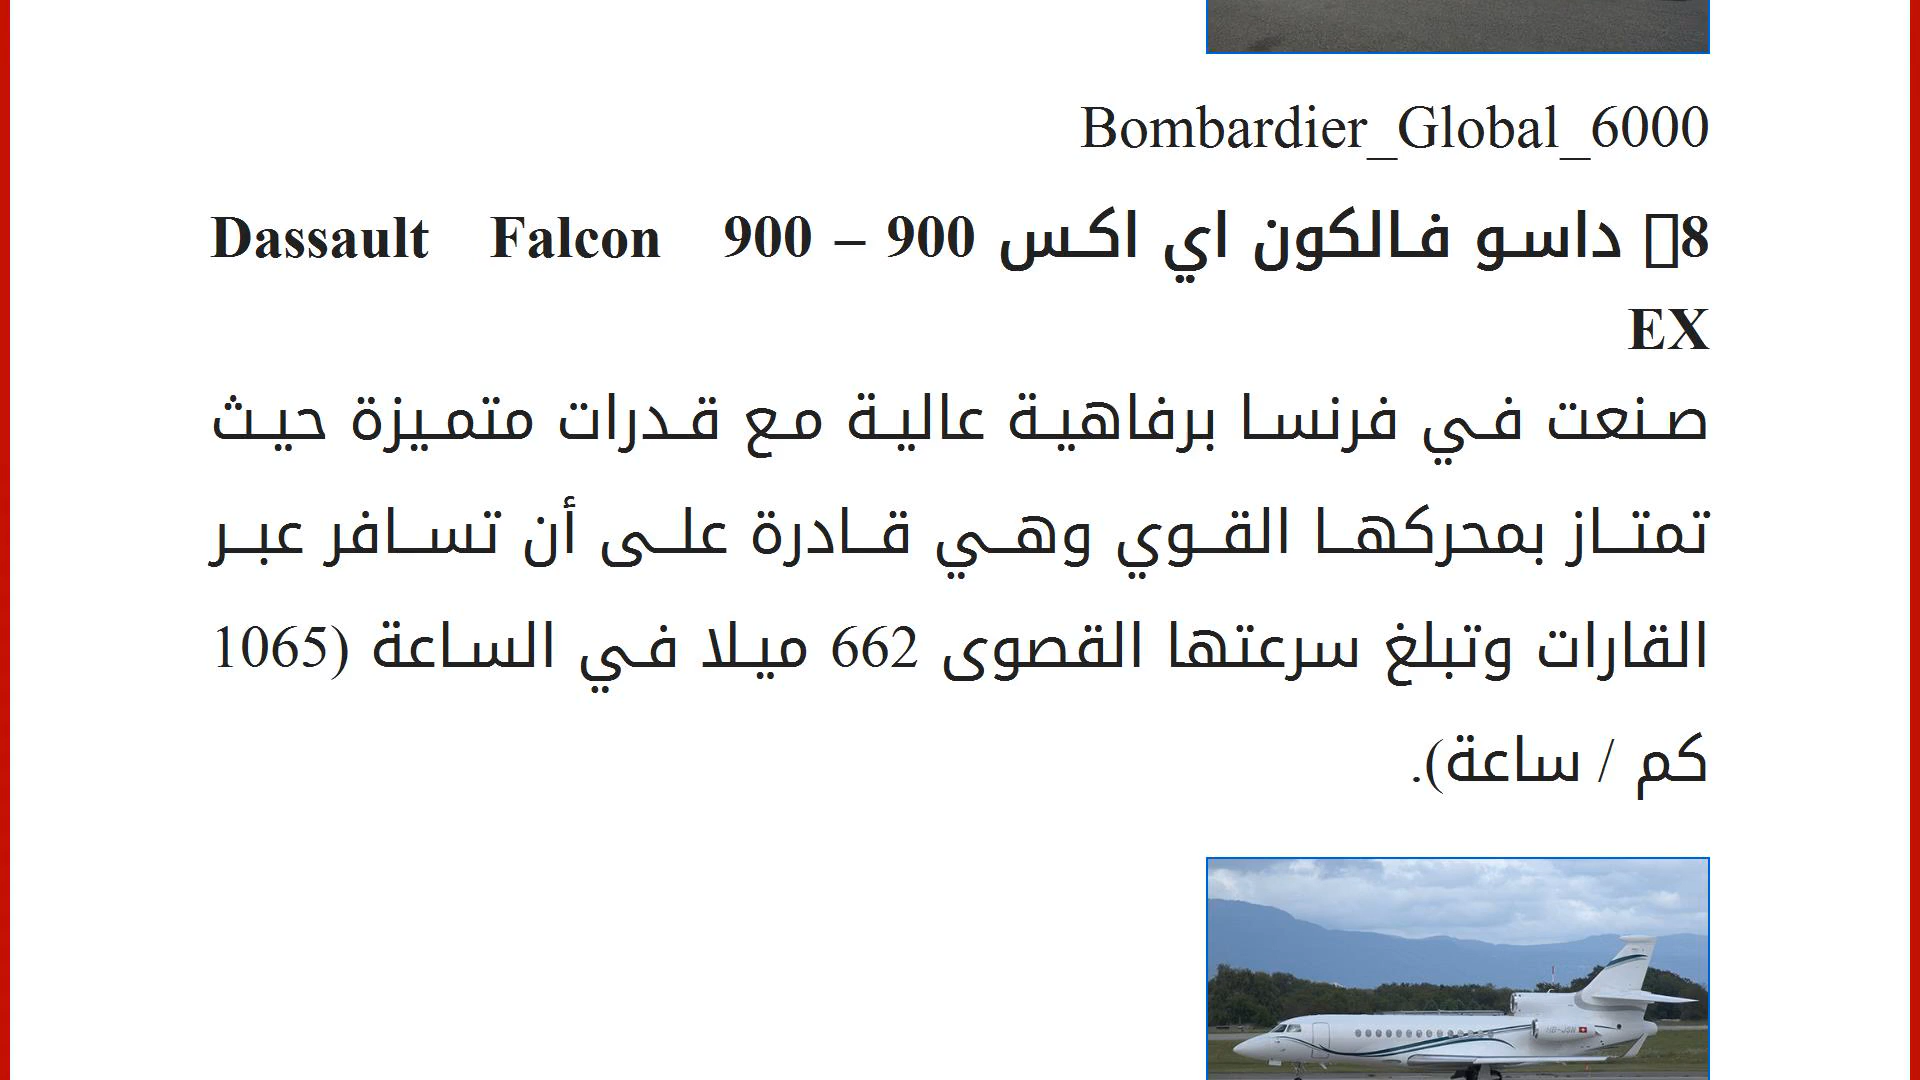 Bombardier_Global_6000
8 داسو فالكون اي اكس 900 – Dassault Falcon 900
EX
صنعت في فرنسا برفاهية عالية مع قدرات متميزة حيث
تمتاز بمحركها القوي وهي قادرة على أن تسافر عبر
القارات وتبلغ سرعتها القصوى 662 ميلا في الساعة (1065
كم / ساعة).
HB-JSN